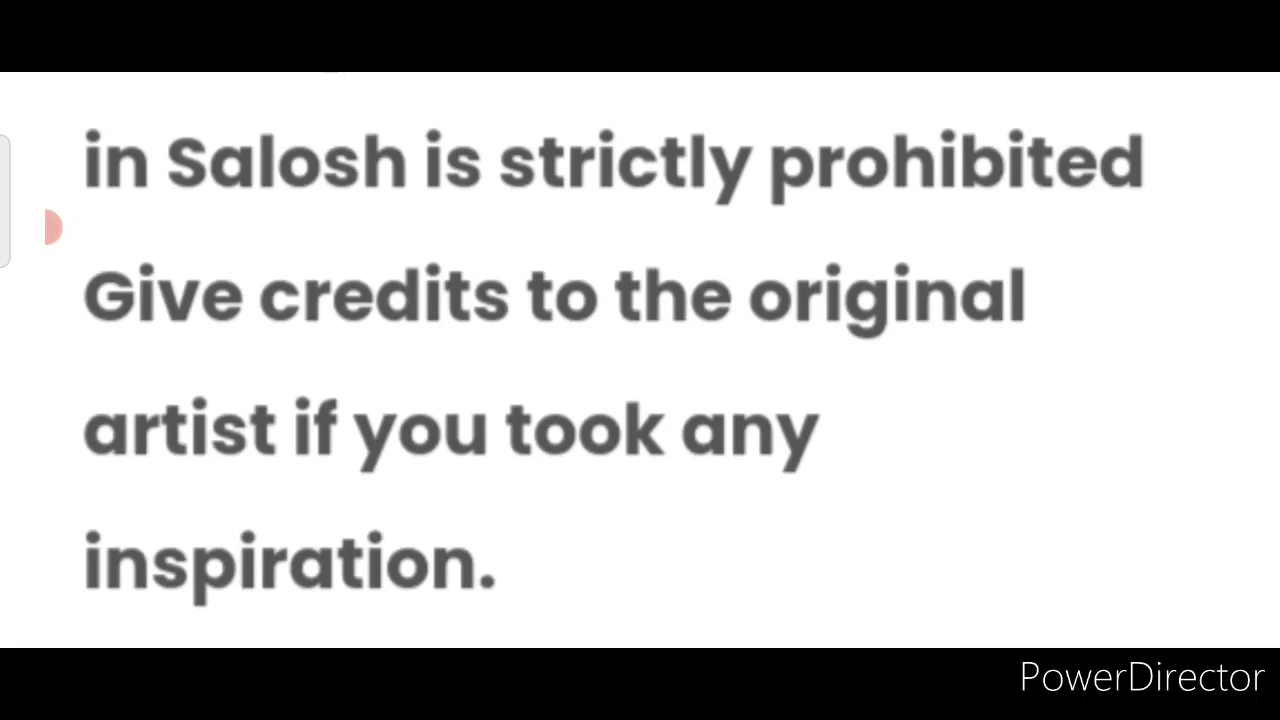 in Salosh is strictly prohibited
Give credits to the original
artist if you took any
inspiration.
PowerDirector